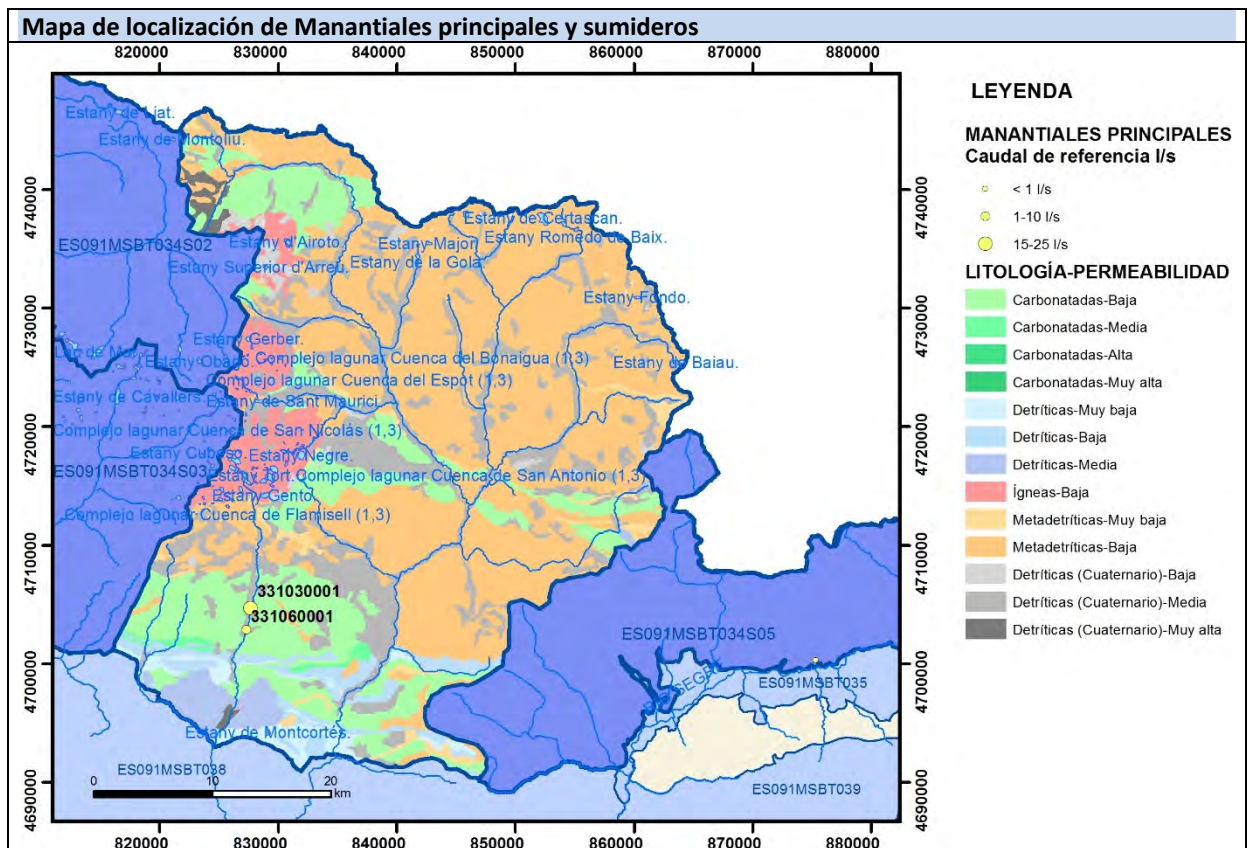 Mapa de localización de Manantiales principales y sumideros
820000 830000 840000 850000 860000 870000 880000
4740000
4730000
4720000
4710000
4700000
4690000
Estany de Liat.
Estany de Montoliu.
ES091MSBT034S02
Estany d'Airoto.
Estany Superior d'Arreu.
Estany de Certascan.
Estany Major.
Estany Romedo de Baix.
Estany de la Gola.
Estany Fondo.
Estany Gerber.
Estany Obago.
Complejo lagunar Cuenca del Bonaigua (1,3)
Estany de Baiau.
Complejo lagunar Cuenca del Espot (1,3)
Estany de Cavallers.
Estany de Sant Maurici.
Complejo lagunar Cuenca de San Nicolás (1,3)
Estany Negre.
ES091MSBT034S03
Estany Tort.
Complejo lagunar Cuenca de San Antonio (1,3)
Estany Gento.
Complejo lagunar Cuenca de Flamisell (1,3)
331030001
331060001
ES091MSBT034S05
ES091MSBT035
Estany de Montcortés.
ES091MSBT038
ES091MSBT039
0 10 20
km
4740000
4730000
4720000
4710000
4700000
4690000
820000 830000 840000 850000 860000 870000 880000
LEYENDA
MANANTIALES PRINCIPALES
Caudal de referencia l/s
< 1 l/s
1-10 l/s
15-25 l/s
LITOLOGÍA-PERMEABILIDAD
Carbonatadas-Baja
Carbonatadas-Media
Carbonatadas-Alta
Carbonatadas-Muy alta
Detríticas-Muy baja
Detríticas-Baja
Detríticas-Media
Ígneas-Baja
Metadetríticas-Muy baja
Metadetríticas-Baja
Detríticas (Cuaternario)-Baja
Detríticas (Cuaternario)-Media
Detríticas (Cuaternario)-Muy alta